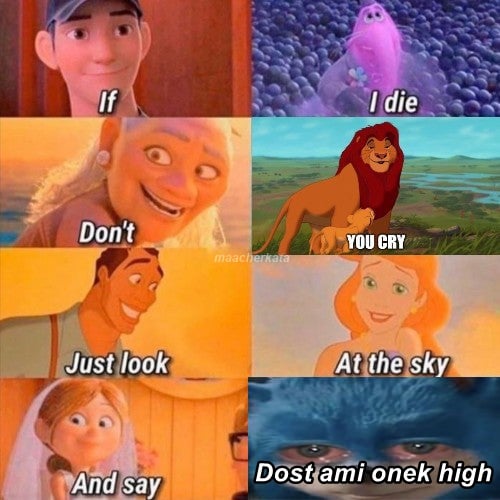 If
I die
Don't
YOU CRY
maacherkata
Just look
At the sky
And say
Dost ami onek high